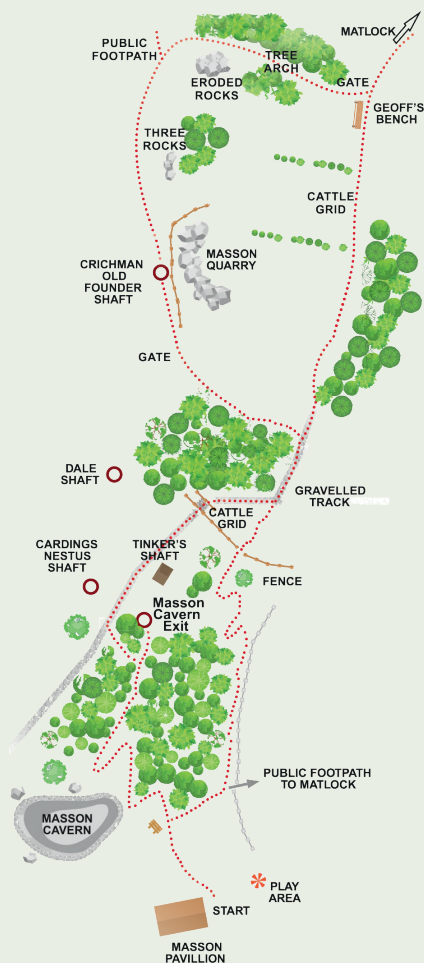 MATLOCK
PUBLIC
FOOTPATH
TREE
ARCH
GATE
ERODED
ROCKS
GEOFF'S
BENCH
THREE
ROCKS
CATTLE
GRID
MASSON
QUARRY
CRICHMAN
OLD
FOUNDER
SHAFT
GATE
DALE
SHAFT
GRAVELLED
TRACK
CATTLE
GRID
CARDINGS
NESTUS
SHAFT
TINKER'S
SHAFT
FENCE
Masson
Cavern
Exit
PUBLIC FOOTPATH
TO MATLOCK
MASSON
CAVERN
PLAY
AREA
START
MASSON
PAVILLION